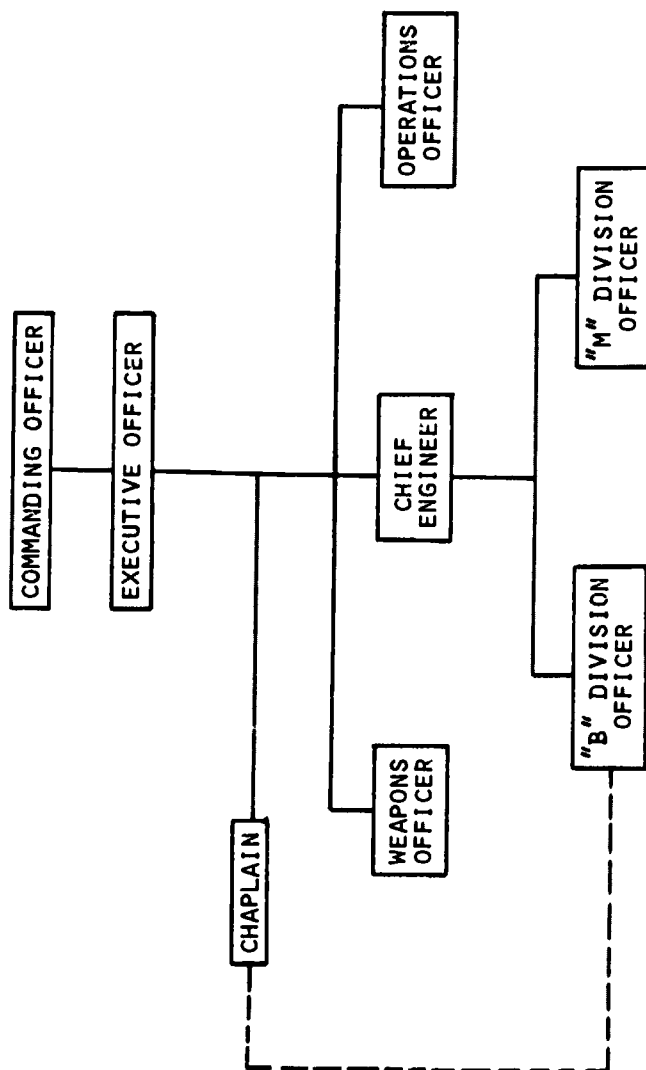 COMMANDING OFFICER
EXECUTIVE OFFICER
CHAPLAIN
WEAPONS
OFFICER
CHIEF
ENGINEER
OPERATIONS
OFFICER
"B" DIVISION
OFFICER
"M" DIVISION
OFFICER